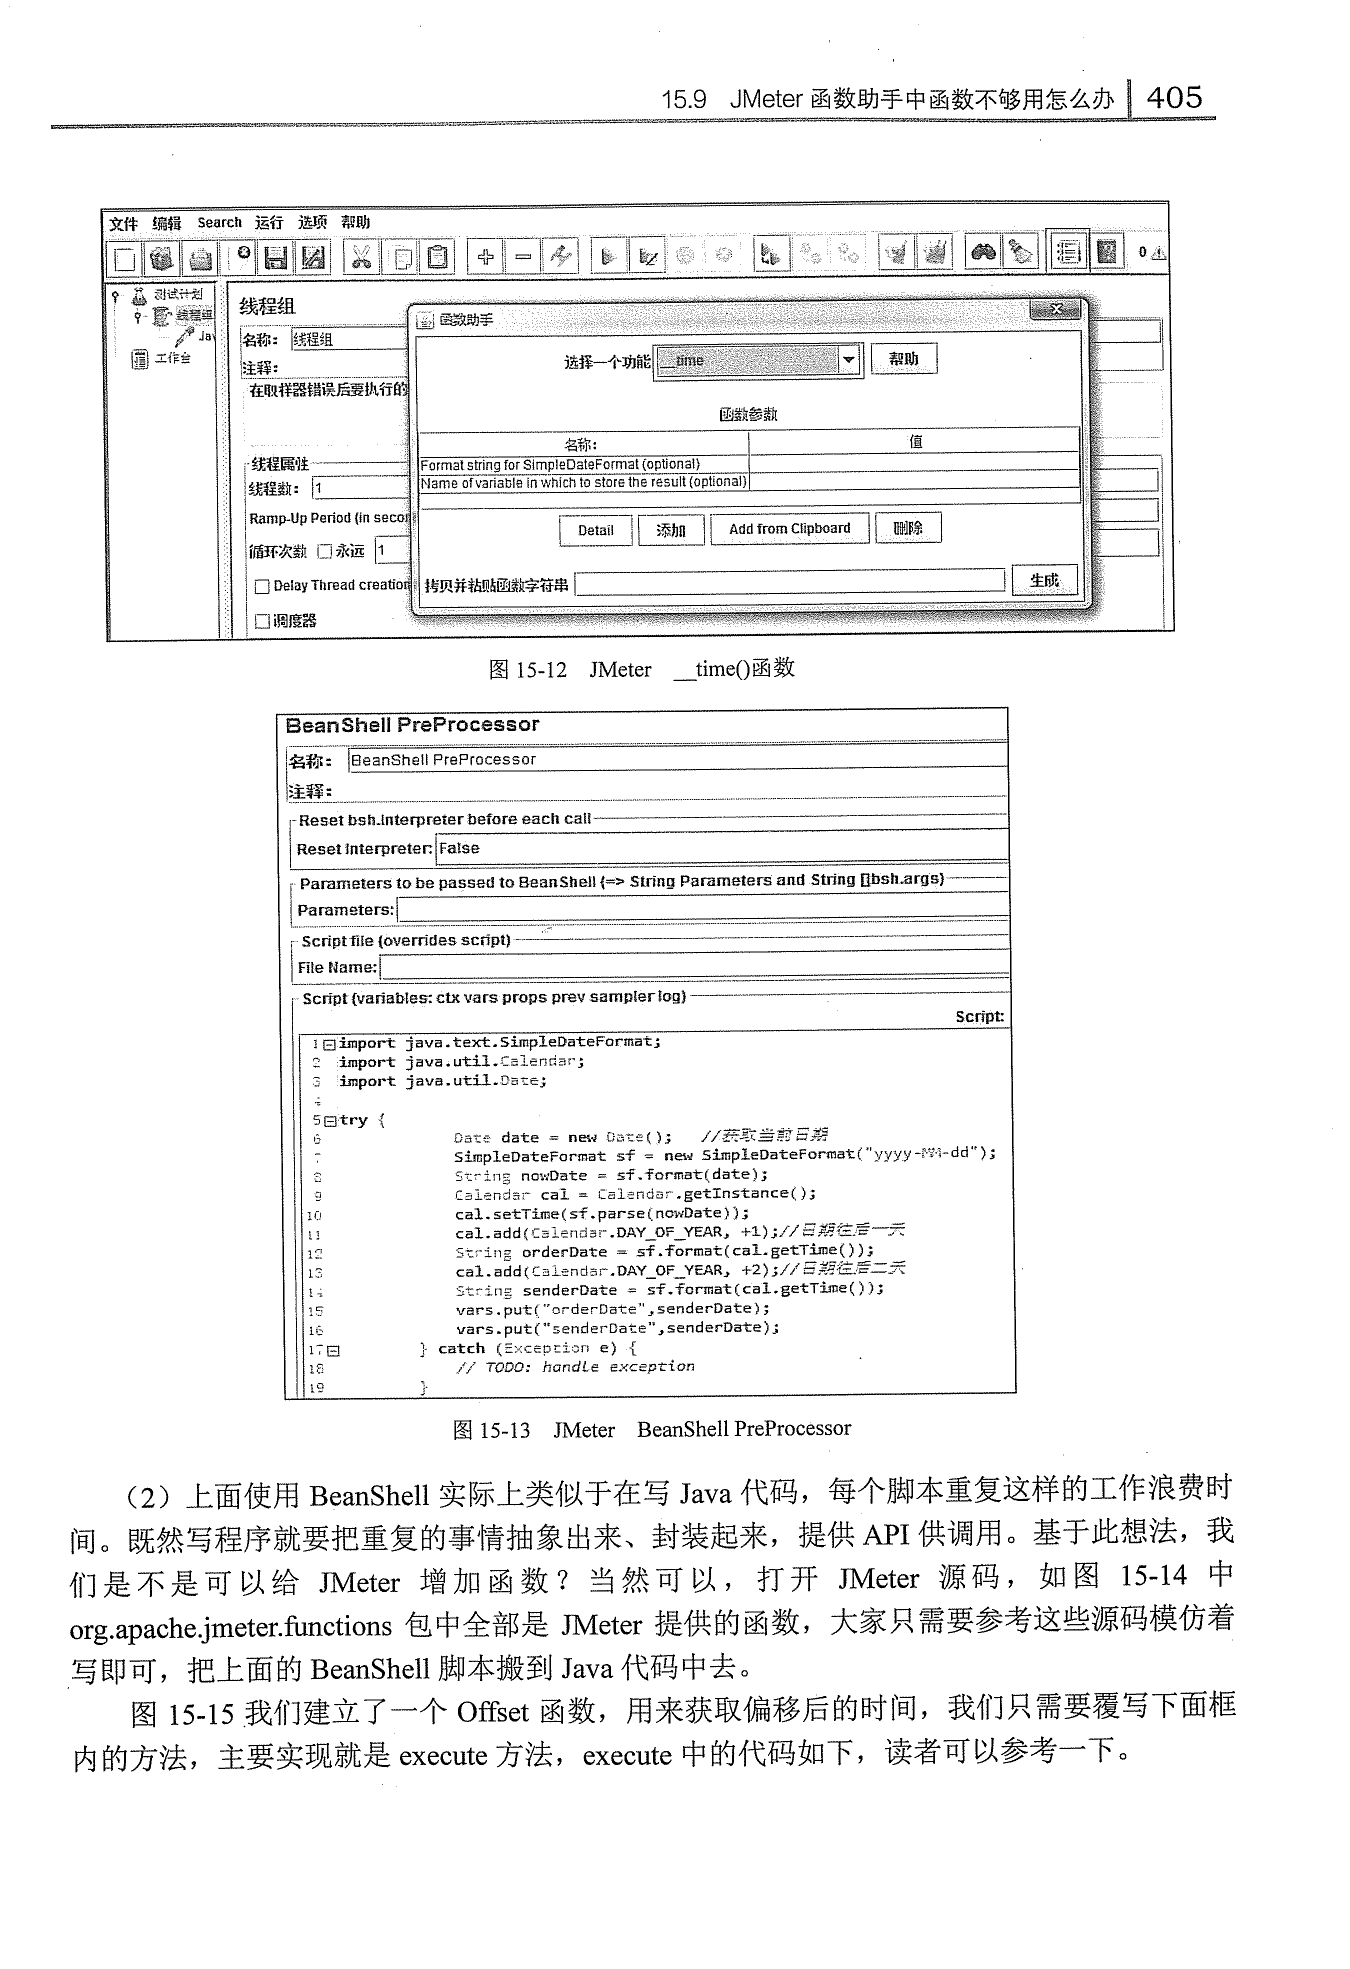 15.9 JMeter 函数助手中函数不够用怎么办 405
文件 编辑 Search 运行 选项 帮助
0
测试计划
线程组
Jav
工作台
线程组
名称： 线程组
注释：
在取样器错误后要执行的
线程属性
线程数： 1
Ramp-Up Period (in secon
循环次数 永远 1
Delay Thread creation
调度器
函数助手
选择一个功能 __time 帮助
函数参数
名称： 值
Format string for SimpleDateFormat (optional)
Name of variable in which to store the result (optional)
Detail 添加 Add from Clipboard 删除
拷贝并粘贴函数字符串 生成
图 15-12 JMeter __time()函数
BeanShell PreProcessor
名称： BeanShell PreProcessor
注释：
Reset bsh.Interpreter before each call
Reset Interpreter: False
Parameters to be passed to BeanShell (=> String Parameters and String []bsh.args)
Parameters:
Script file (overrides script)
File Name:
Script (variables: ctx vars props prev sampler log)
Script:
1 import java.text.SimpleDateFormat;
2 import java.util.Calendar;
3 import java.util.Date;
4
5 try {
6 Date date = new Date(); //获取当前日期
7 SimpleDateFormat sf = new SimpleDateFormat("yyyy-MM-dd");
8 String nowDate = sf.format(date);
9 Calendar cal = Calendar.getInstance();
10 cal.setTime(sf.parse(nowDate));
11 cal.add(Calendar.DAY_OF_YEAR, +1);//日期往后一天
12 String orderDate = sf.format(cal.getTime());
13 cal.add(Calendar.DAY_OF_YEAR, +2);//日期往后二天
14 String senderDate = sf.format(cal.getTime());
15 vars.put("orderDate",senderDate);
16 vars.put("senderDate",senderDate);
17 } catch (Exception e) {
18 // TODO: handle exception
19 }
图 15-13 JMeter BeanShell PreProcessor
（2）上面使用 BeanShell 实际上类似于在写 Java 代码，每个脚本重复这样的工作浪费时
间。既然写程序就要把重复的事情抽象出来、封装起来，提供 API 供调用。基于此想法，我
们是不是可以给 JMeter 增加函数？当然可以，打开 JMeter 源码，如图 15-14 中
org.apache.jmeter.functions 包中全部是 JMeter 提供的函数，大家只需要参考这些源码模仿着
写即可，把上面的 BeanShell 脚本搬到 Java 代码中去。
图 15-15 我们建立了一个 Offset 函数，用来获取偏移后的时间，我们只需要覆写下面框
内的方法，主要实现就是 execute 方法，execute 中的代码如下，读者可以参考一下。